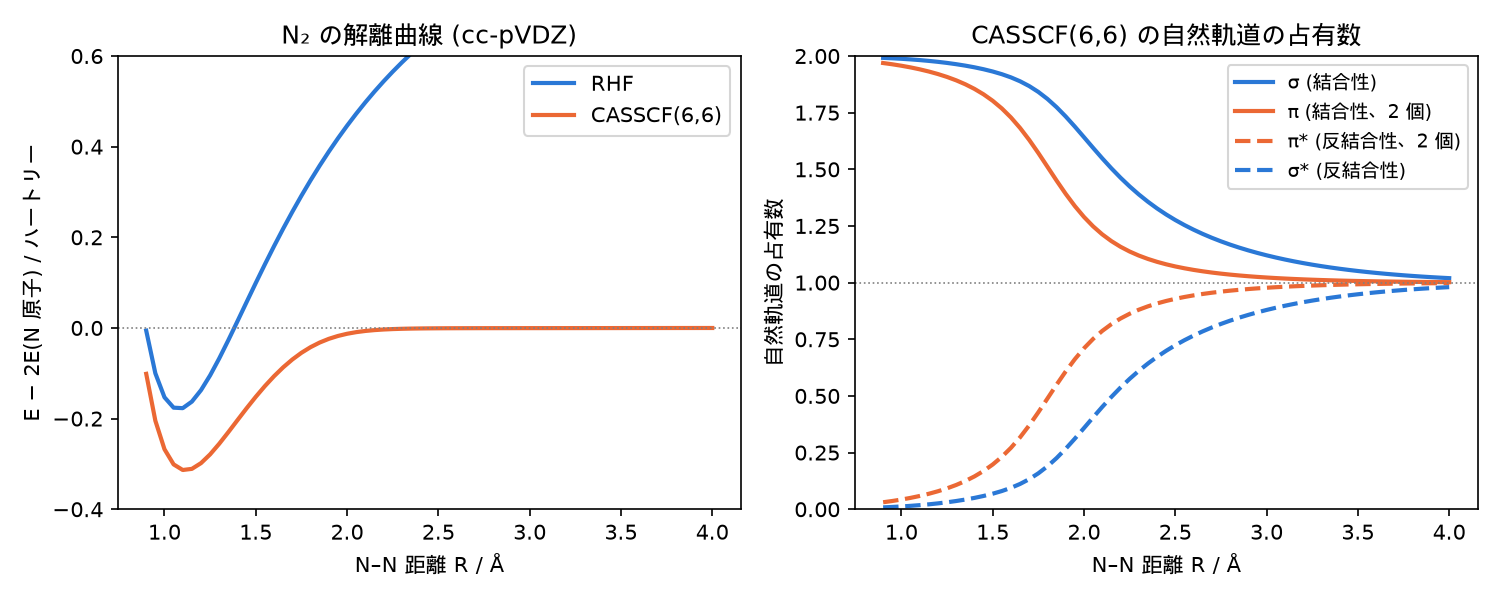 N₂ の解離曲線 (cc-pVDZ)
E − 2E(N 原子) / ハートリー
0.6
0.4
0.2
0.0
−0.2
−0.4
RHF
CASSCF(6,6)
1.0 1.5 2.0 2.5 3.0 3.5 4.0
N–N 距離 R / Å
CASSCF(6,6) の自然軌道の占有数
自然軌道の占有数
2.00
1.75
1.50
1.25
1.00
0.75
0.50
0.25
0.00
σ (結合性)
π (結合性、2 個)
π* (反結合性、2 個)
σ* (反結合性)
1.0 1.5 2.0 2.5 3.0 3.5 4.0
N–N 距離 R / Å